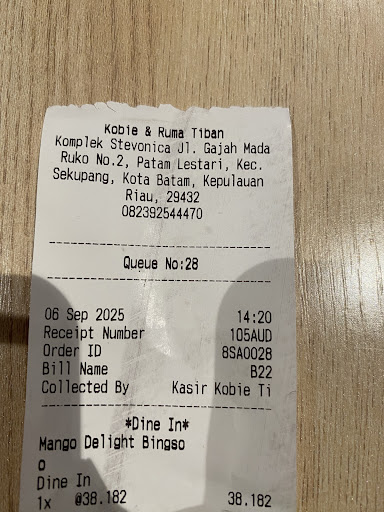 Kobie & Ruma Tiban
Komplek Stevonica Jl. Gajah Mada
Ruko No.2, Patam Lestari, Kec.
Sekupang, Kota Batam, Kepulauan
Riau, 29432
082392544470
Queue No:28
06 Sep 2025 14:20
Receipt Number 105AUD
Order ID 8SA0028
Bill Name B22
Collected By Kasir Kobie Ti
*Dine In*
Mango Delight Bingso
o
Dine In
1x @38.182 38.182